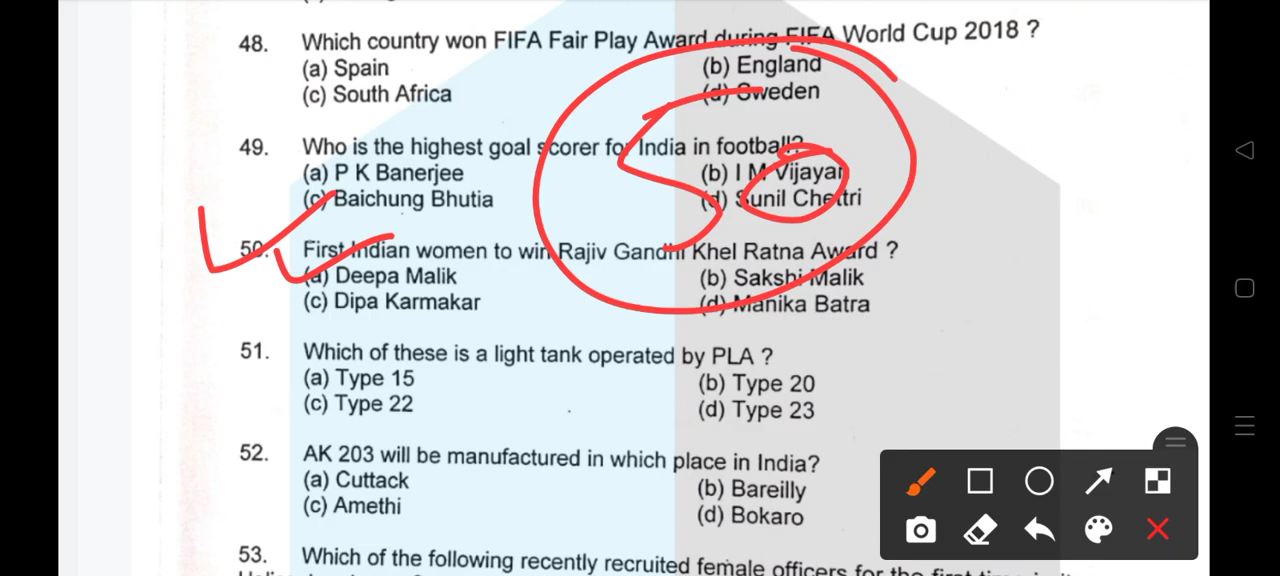 48. Which country won FIFA Fair Play Award during FIFA World Cup 2018 ?
(a) Spain (b) England
(c) South Africa (d) Sweden
49. Who is the highest goal scorer for India in football?
(a) P K Banerjee (b) I M Vijayan
(c) Baichung Bhutia (d) Sunil Chettri
50. First Indian women to win Rajiv Gandhi Khel Ratna Award ?
(a) Deepa Malik (b) Sakshi Malik
(c) Dipa Karmakar (d) Manika Batra
51. Which of these is a light tank operated by PLA ?
(a) Type 15 (b) Type 20
(c) Type 22 (d) Type 23
52. AK 203 will be manufactured in which place in India?
(a) Cuttack (b) Bareilly
(c) Amethi (d) Bokaro
53. Which of the following recently recruited female officers for the first time